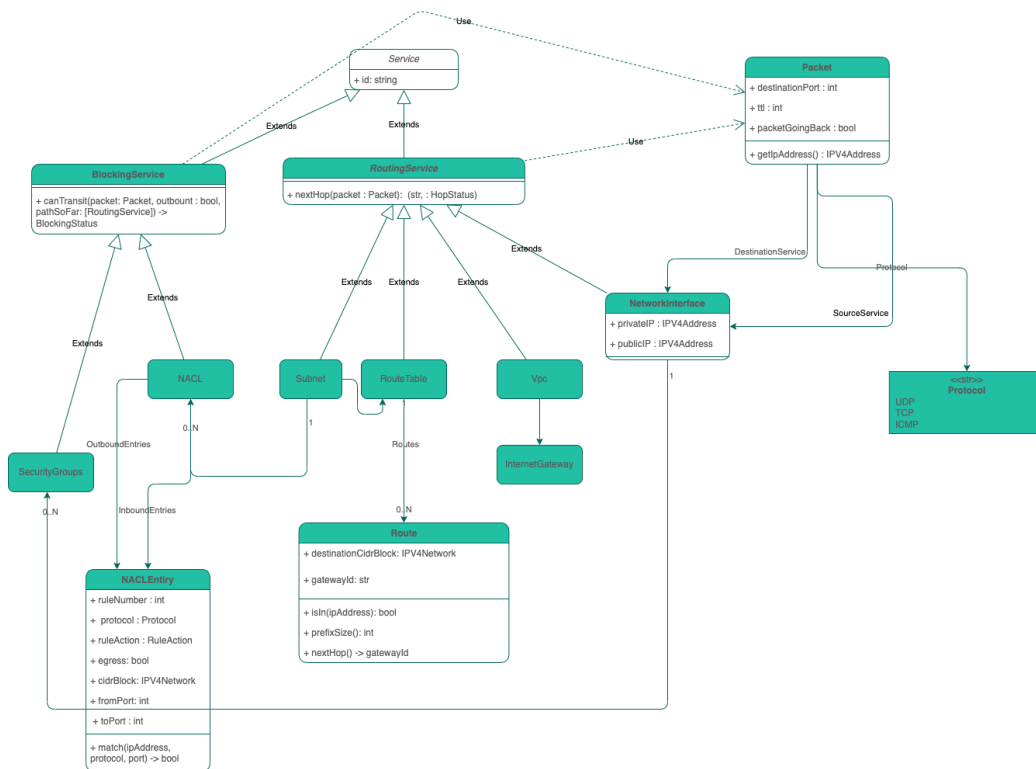 Use
Service
+ id: string
Packet
+ destinationPort : int
+ ttl : int
+ packetGoingBack : bool
+ getIpAddress() : IPV4Address
Extends
Extends
Use
BlockingService
+ canTransit(packet: Packet, outbount : bool,
pathSoFar: [RoutingService]) ->
BlockingStatus
RoutingService
+ nextHop(packet : Packet): (str, : HopStatus)
Extends
DestinationService
Protocol
Extends
Extends
Extends
Extends
NetworkInterface
+ privateIP : IPV4Address
+ publicIP : IPV4Address
SourceService
Extends
NACL
Subnet
RouteTable
Vpc
1
<<str>>
Protocol
UDP
TCP
ICMP
0..N
1
1
OutboundEntries
Routes
SecurityGroups
InternetGateway
0..N
InboundEntries
0..N
Route
+ destinationCidrBlock: IPV4Network
+ gatewayId: str
+ isIn(ipAddress): bool
+ prefixSize(): int
+ nextHop() -> gatewayId
NACLEntiry
+ ruleNumber : int
+ protocol : Protocol
+ ruleAction : RuleAction
+ egress: bool
+ cidrBlock: IPV4Network
+ fromPort: int
+ toPort : int
+ match(ipAddress,
protocol, port) -> bool